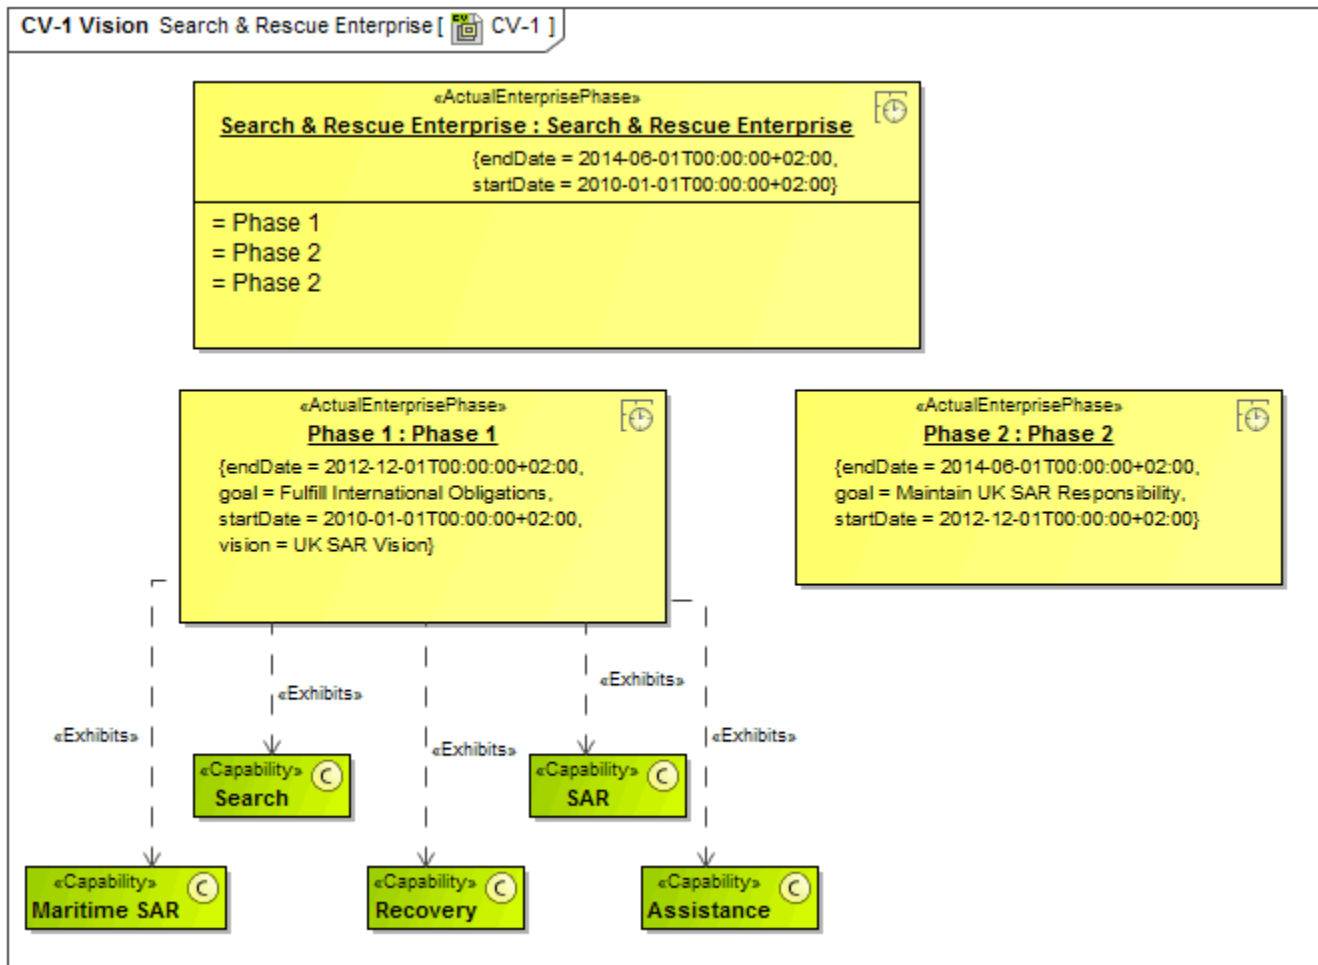 CV-1 Vision Search & Rescue Enterprise [ CV CV-1 ]
«ActualEnterprisePhase»
Search & Rescue Enterprise : Search & Rescue Enterprise
{endDate = 2014-06-01T00:00:00+02:00,
startDate = 2010-01-01T00:00:00+02:00}
= Phase 1
= Phase 2
= Phase 2
«ActualEnterprisePhase»
Phase 1 : Phase 1
{endDate = 2012-12-01T00:00:00+02:00,
goal = Fulfill International Obligations,
startDate = 2010-01-01T00:00:00+02:00,
vision = UK SAR Vision}
«ActualEnterprisePhase»
Phase 2 : Phase 2
{endDate = 2014-06-01T00:00:00+02:00,
goal = Maintain UK SAR Responsibility,
startDate = 2012-12-01T00:00:00+02:00}
«Exhibits»
«Exhibits»
«Exhibits»
«Exhibits»
«Exhibits»
«Capability» C
Search
«Capability» C
SAR
«Capability» C
Maritime SAR
«Capability» C
Recovery
«Capability» C
Assistance